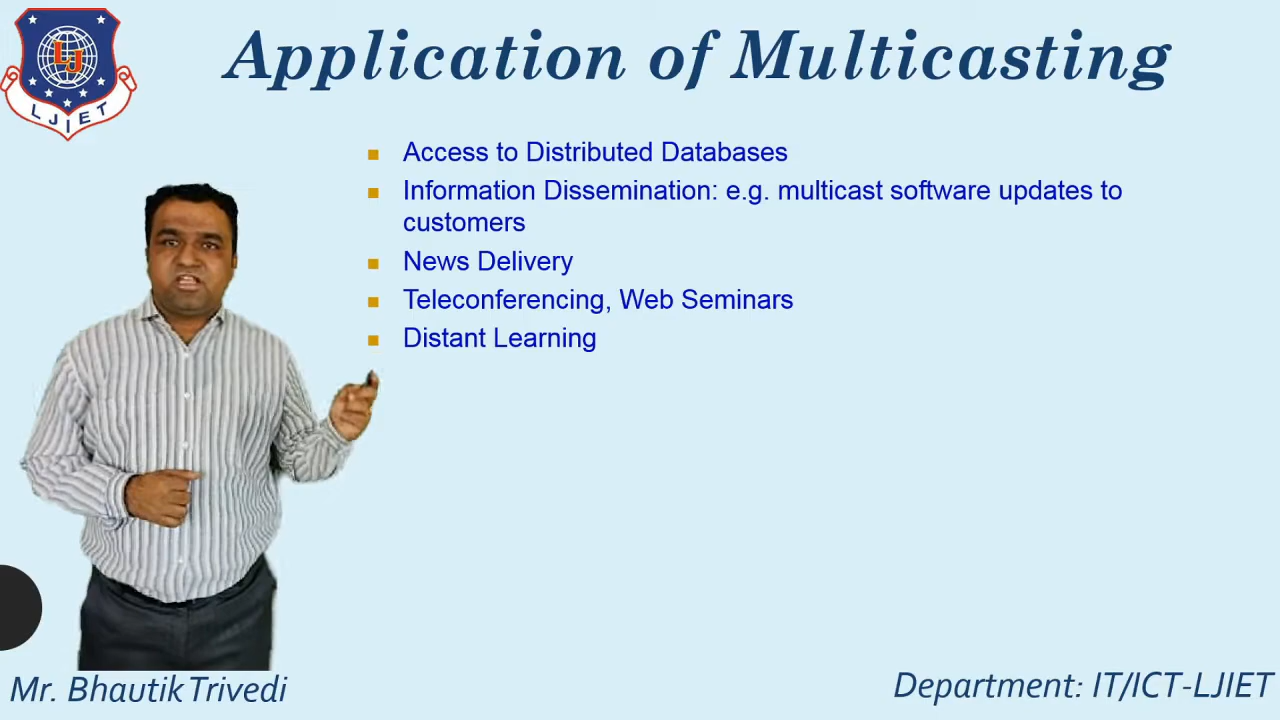 Application of Multicasting
LJ
LJIET
Access to Distributed Databases
Information Dissemination: e.g. multicast software updates to
customers
News Delivery
Teleconferencing, Web Seminars
Distant Learning
Mr. Bhautik Trivedi
Department: IT/ICT-LJIET